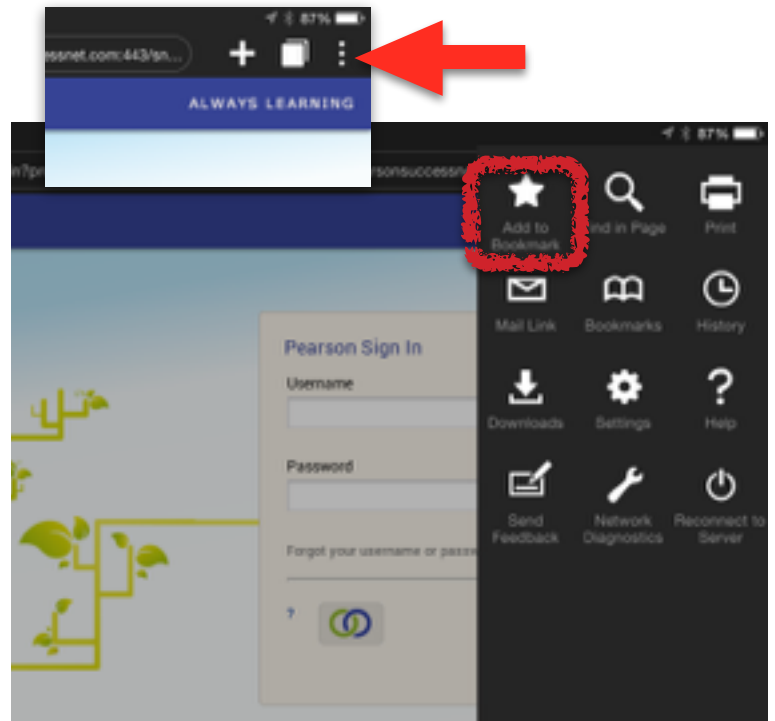 87%
essnet.com:443/sn...)
ALWAYS LEARNING
87%
n?pr
rsonsuccessn
Add to
Bookmark
Find in Page
Print
Mail Link
Bookmarks
History
Pearson Sign In
Username
Downloads
Settings
Help
Password
Send
Feedback
Network
Diagnostics
Reconnect to
Server
Forgot your username or passw
?